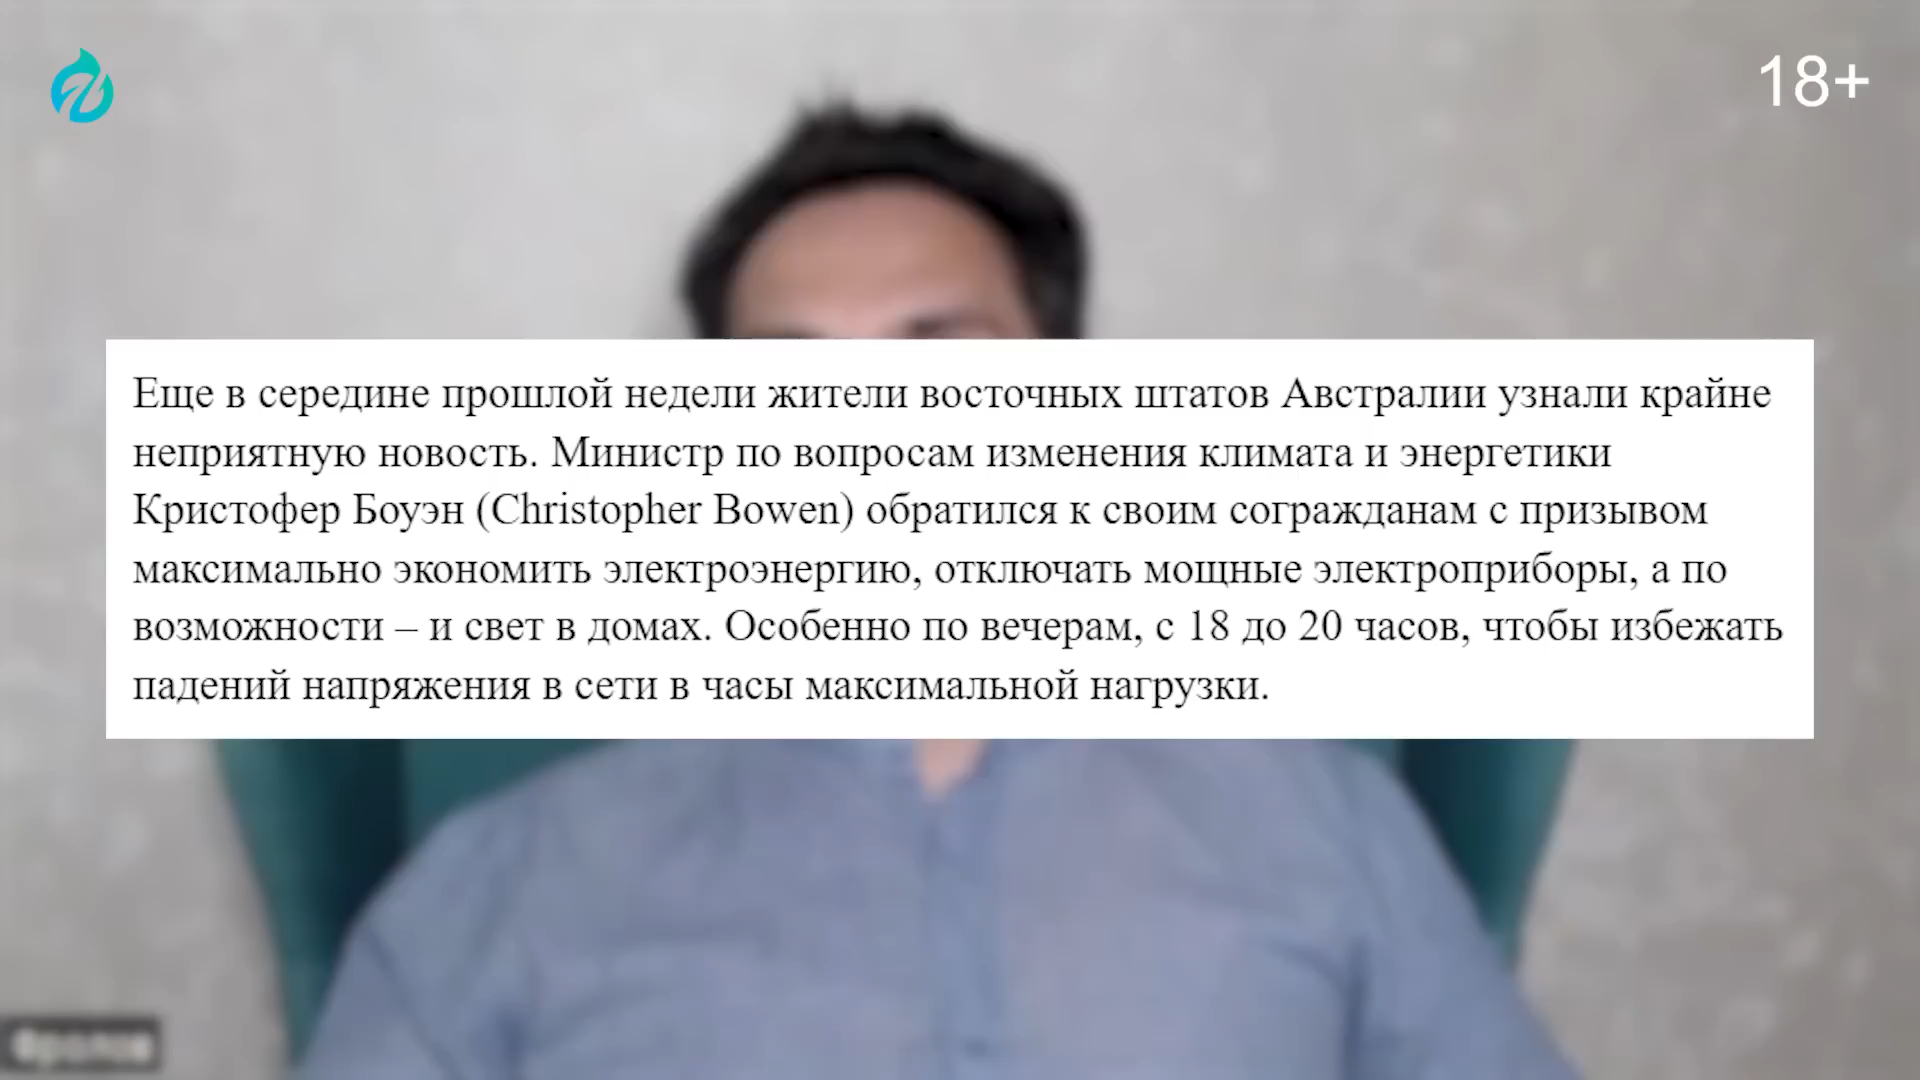 18+
Еще в середине прошлой недели жители восточных штатов Австралии узнали крайне
неприятную новость. Министр по вопросам изменения климата и энергетики
Кристофер Боуэн (Christopher Bowen) обратился к своим согражданам с призывом
максимально экономить электроэнергию, отключать мощные электроприборы, а по
возможности – и свет в домах. Особенно по вечерам, с 18 до 20 часов, чтобы избежать
падений напряжения в сети в часы максимальной нагрузки.